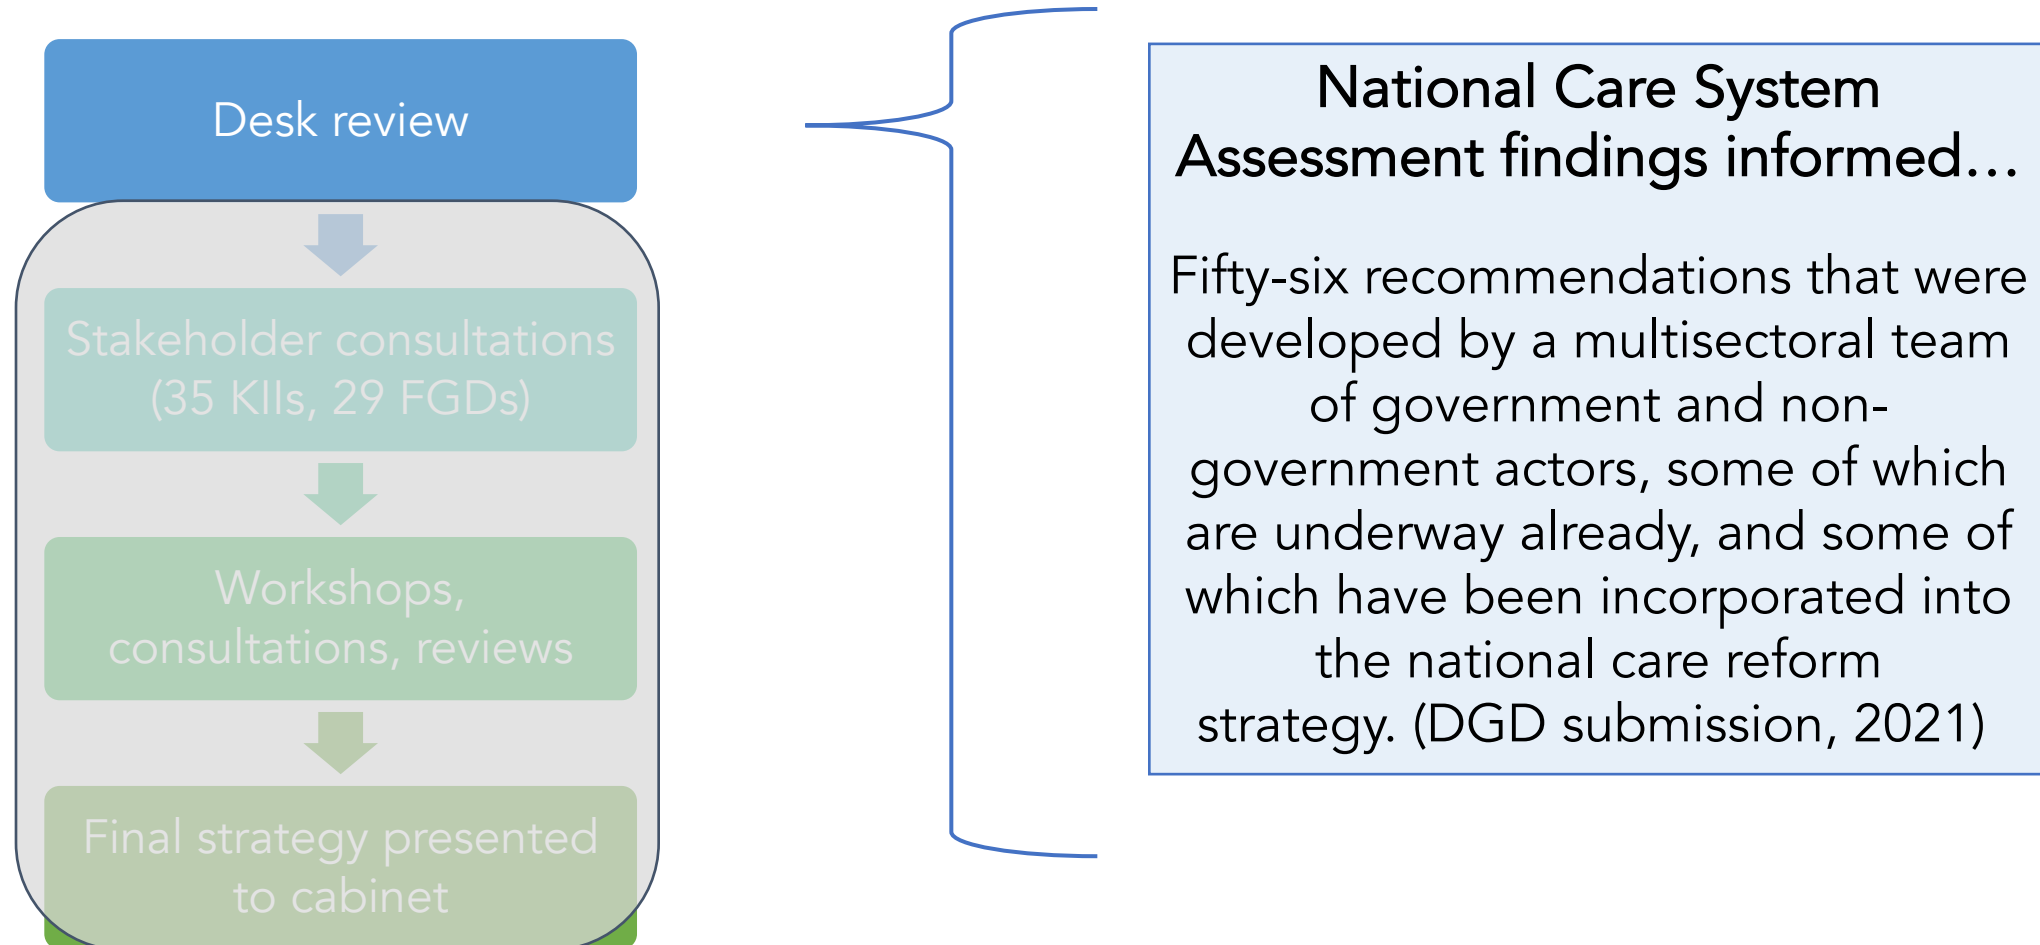 Desk review
Stakeholder consultations
(35 KIIs, 29 FGDs)
Workshops,
consultations, reviews
Final strategy presented
to cabinet
National Care System
Assessment findings informed...
Fifty-six recommendations that were
developed by a multisectoral team
of government and non-
government actors, some of which
are underway already, and some of
which have been incorporated into
the national care reform
strategy. (DGD submission, 2021)